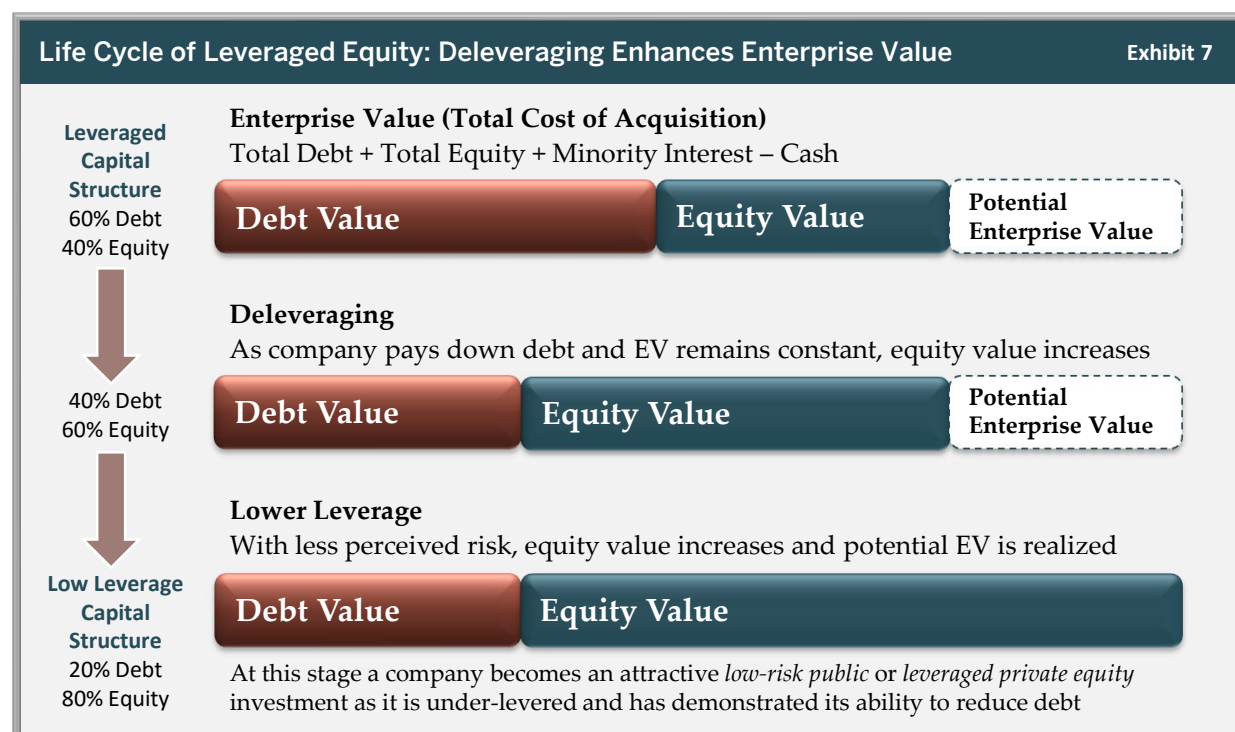 Life Cycle of Leveraged Equity: Deleveraging Enhances Enterprise Value
Exhibit 7
Leveraged
Capital
Structure
60% Debt
40% Equity
Enterprise Value (Total Cost of Acquisition)
Total Debt + Total Equity + Minority Interest – Cash
Debt Value
Equity Value
Potential
Enterprise Value
Deleveraging
As company pays down debt and EV remains constant, equity value increases
40% Debt
60% Equity
Debt Value
Equity Value
Potential
Enterprise Value
Lower Leverage
With less perceived risk, equity value increases and potential EV is realized
Low Leverage
Capital
Structure
20% Debt
80% Equity
Debt Value
Equity Value
At this stage a company becomes an attractive low-risk public or leveraged private equity
investment as it is under-levered and has demonstrated its ability to reduce debt